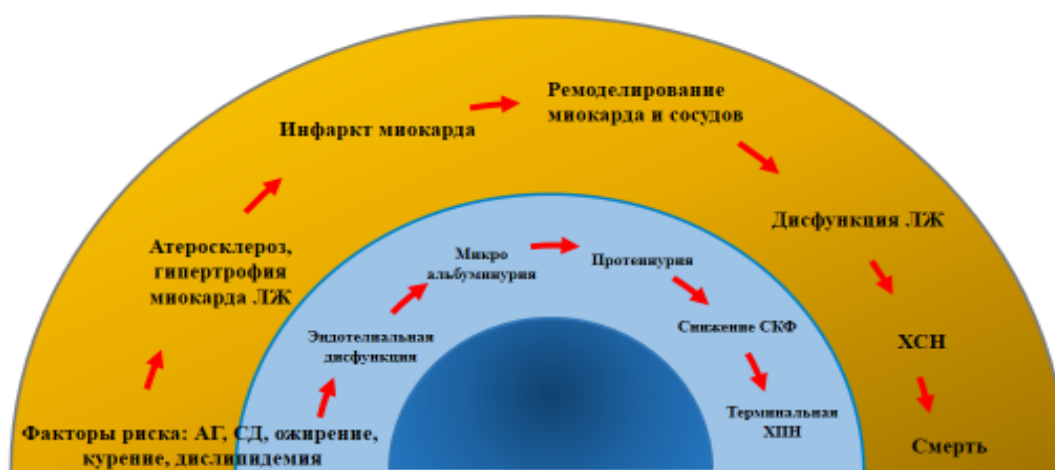 Ремоделирование
миокарда и сосудов
Инфаркт миокарда
Дисфункция ЛЖ
Атеросклероз,
гипертрофия
миокарда ЛЖ
Микро
альбуминурия
Протеинурия
Снижение СКФ
Эндотелиальная
дисфункция
ХСН
Терминальная
ХПН
Факторы риска: АГ, СД, ожирение,
курение, дислипидемия
Смерть